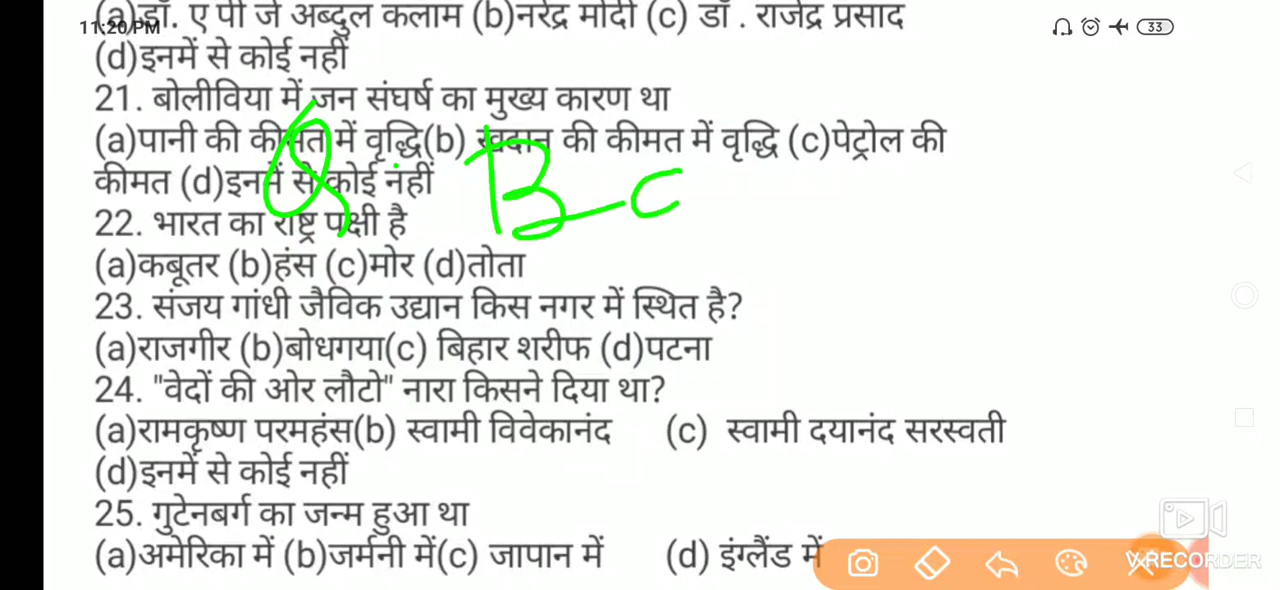 (a)डॉ. ए पी जे अब्दुल कलाम (b)नरेंद्र मोदी (c) डॉ . राजेंद्र प्रसाद
11:20 PM
33
(d)इनमें से कोई नहीं
21. बोलीविया में जन संघर्ष का मुख्य कारण था
(a)पानी की कीमत में वृद्धि(b) खदान की कीमत में वृद्धि (c)पेट्रोल की
कीमत (d)इनमें से कोई नहीं
B c
22. भारत का राष्ट्र पक्षी है
(a)कबूतर (b)हंस (c)मोर (d)तोता
23. संजय गांधी जैविक उद्यान किस नगर में स्थित है?
(a)राजगीर (b)बोधगया(c) बिहार शरीफ (d)पटना
24. "वेदों की ओर लौटो" नारा किसने दिया था?
(a)रामकृष्ण परमहंस(b) स्वामी विवेकानंद (c) स्वामी दयानंद सरस्वती
(d)इनमें से कोई नहीं
25. गुटेनबर्ग का जन्म हुआ था
(a)अमेरिका में (b)जर्मनी में(c) जापान में (d) इंग्लैंड में
VRECORDER